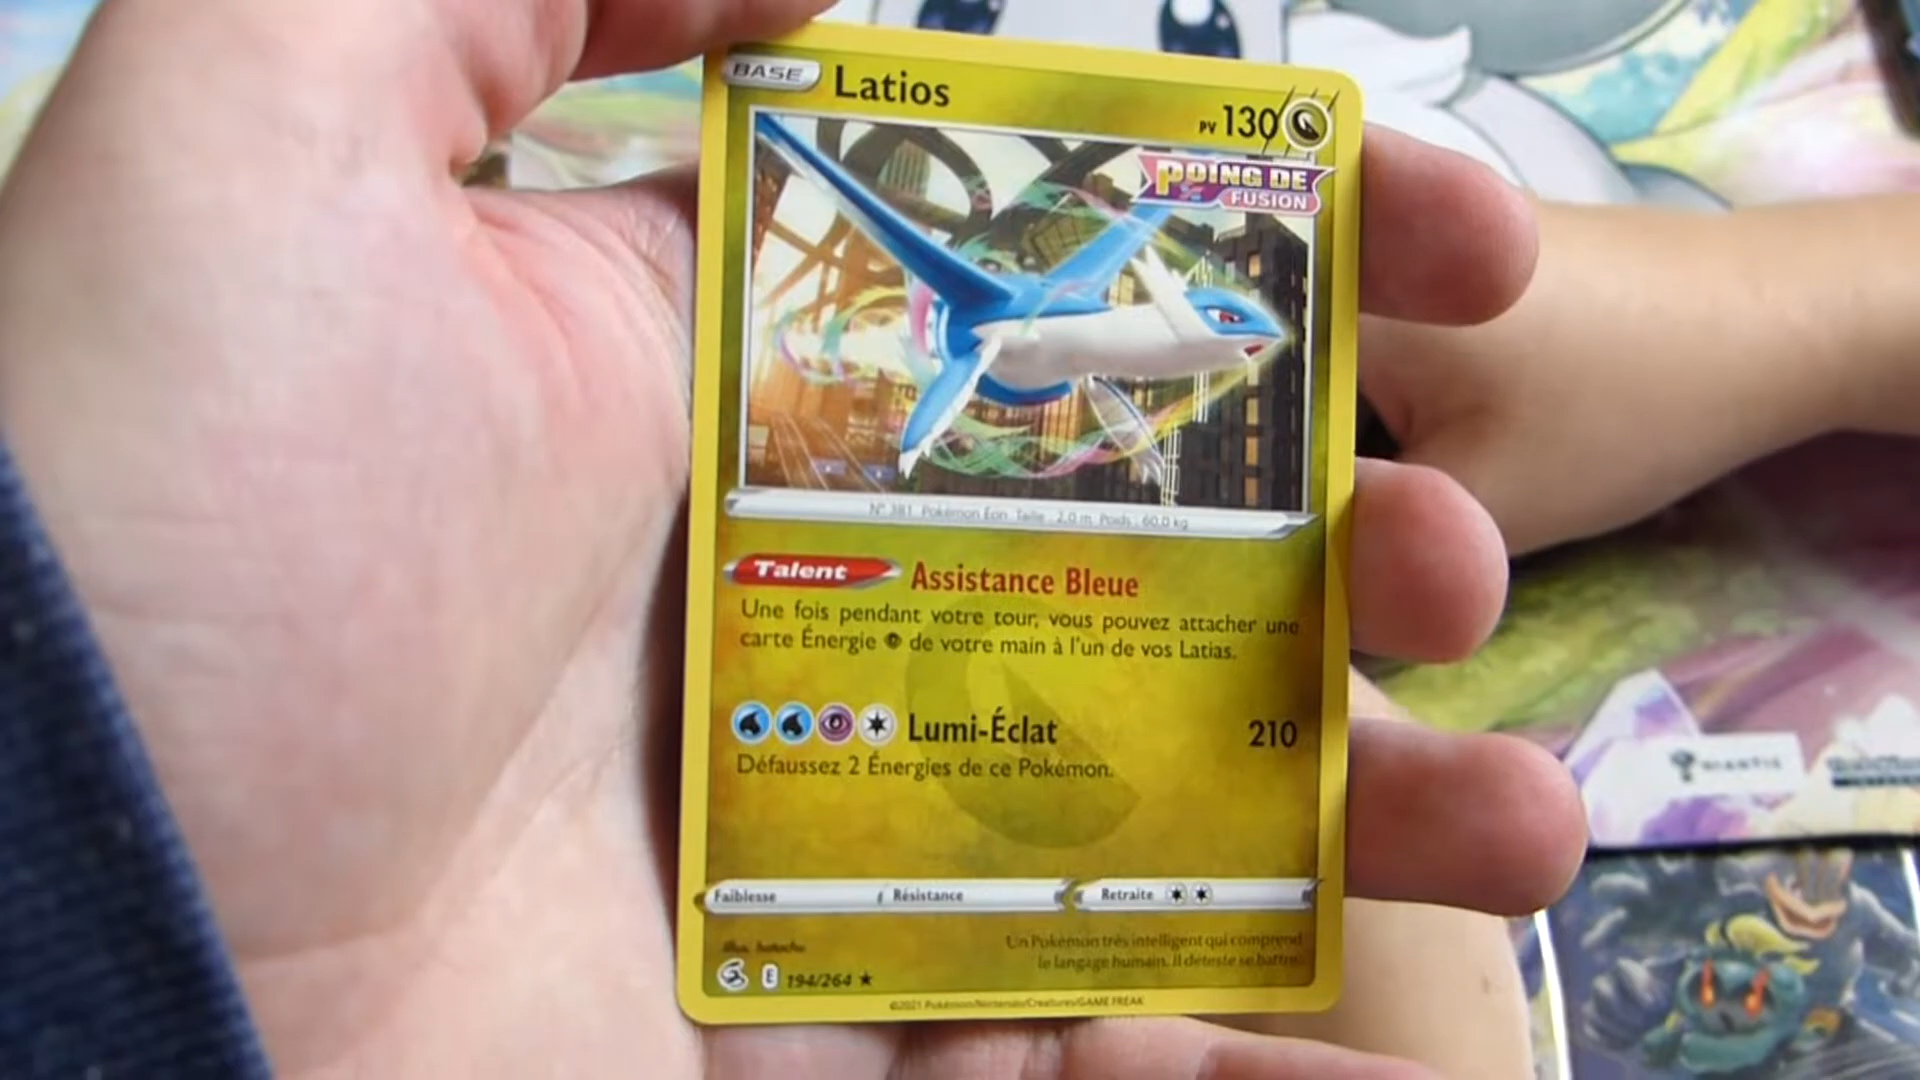 BASE Latios PV 130
POING DE
FUSION
N° 381 Pokémon Éon Taille : 2,0 m Poids : 60,0 kg
Talent Assistance Bleue
Une fois pendant votre tour, vous pouvez attacher une
carte Énergie de votre main à l'un de vos Latias.
Lumi-Éclat 210
Défaussez 2 Énergies de ce Pokémon.
Faiblesse Résistance Retraite
Illus. hatachu
Un Pokémon très intelligent qui comprend
le langage humain. Il déteste se battre.
E 194/264
©2021 Pokémon/Nintendo/Creatures/GAME FREAK
NIANTIC